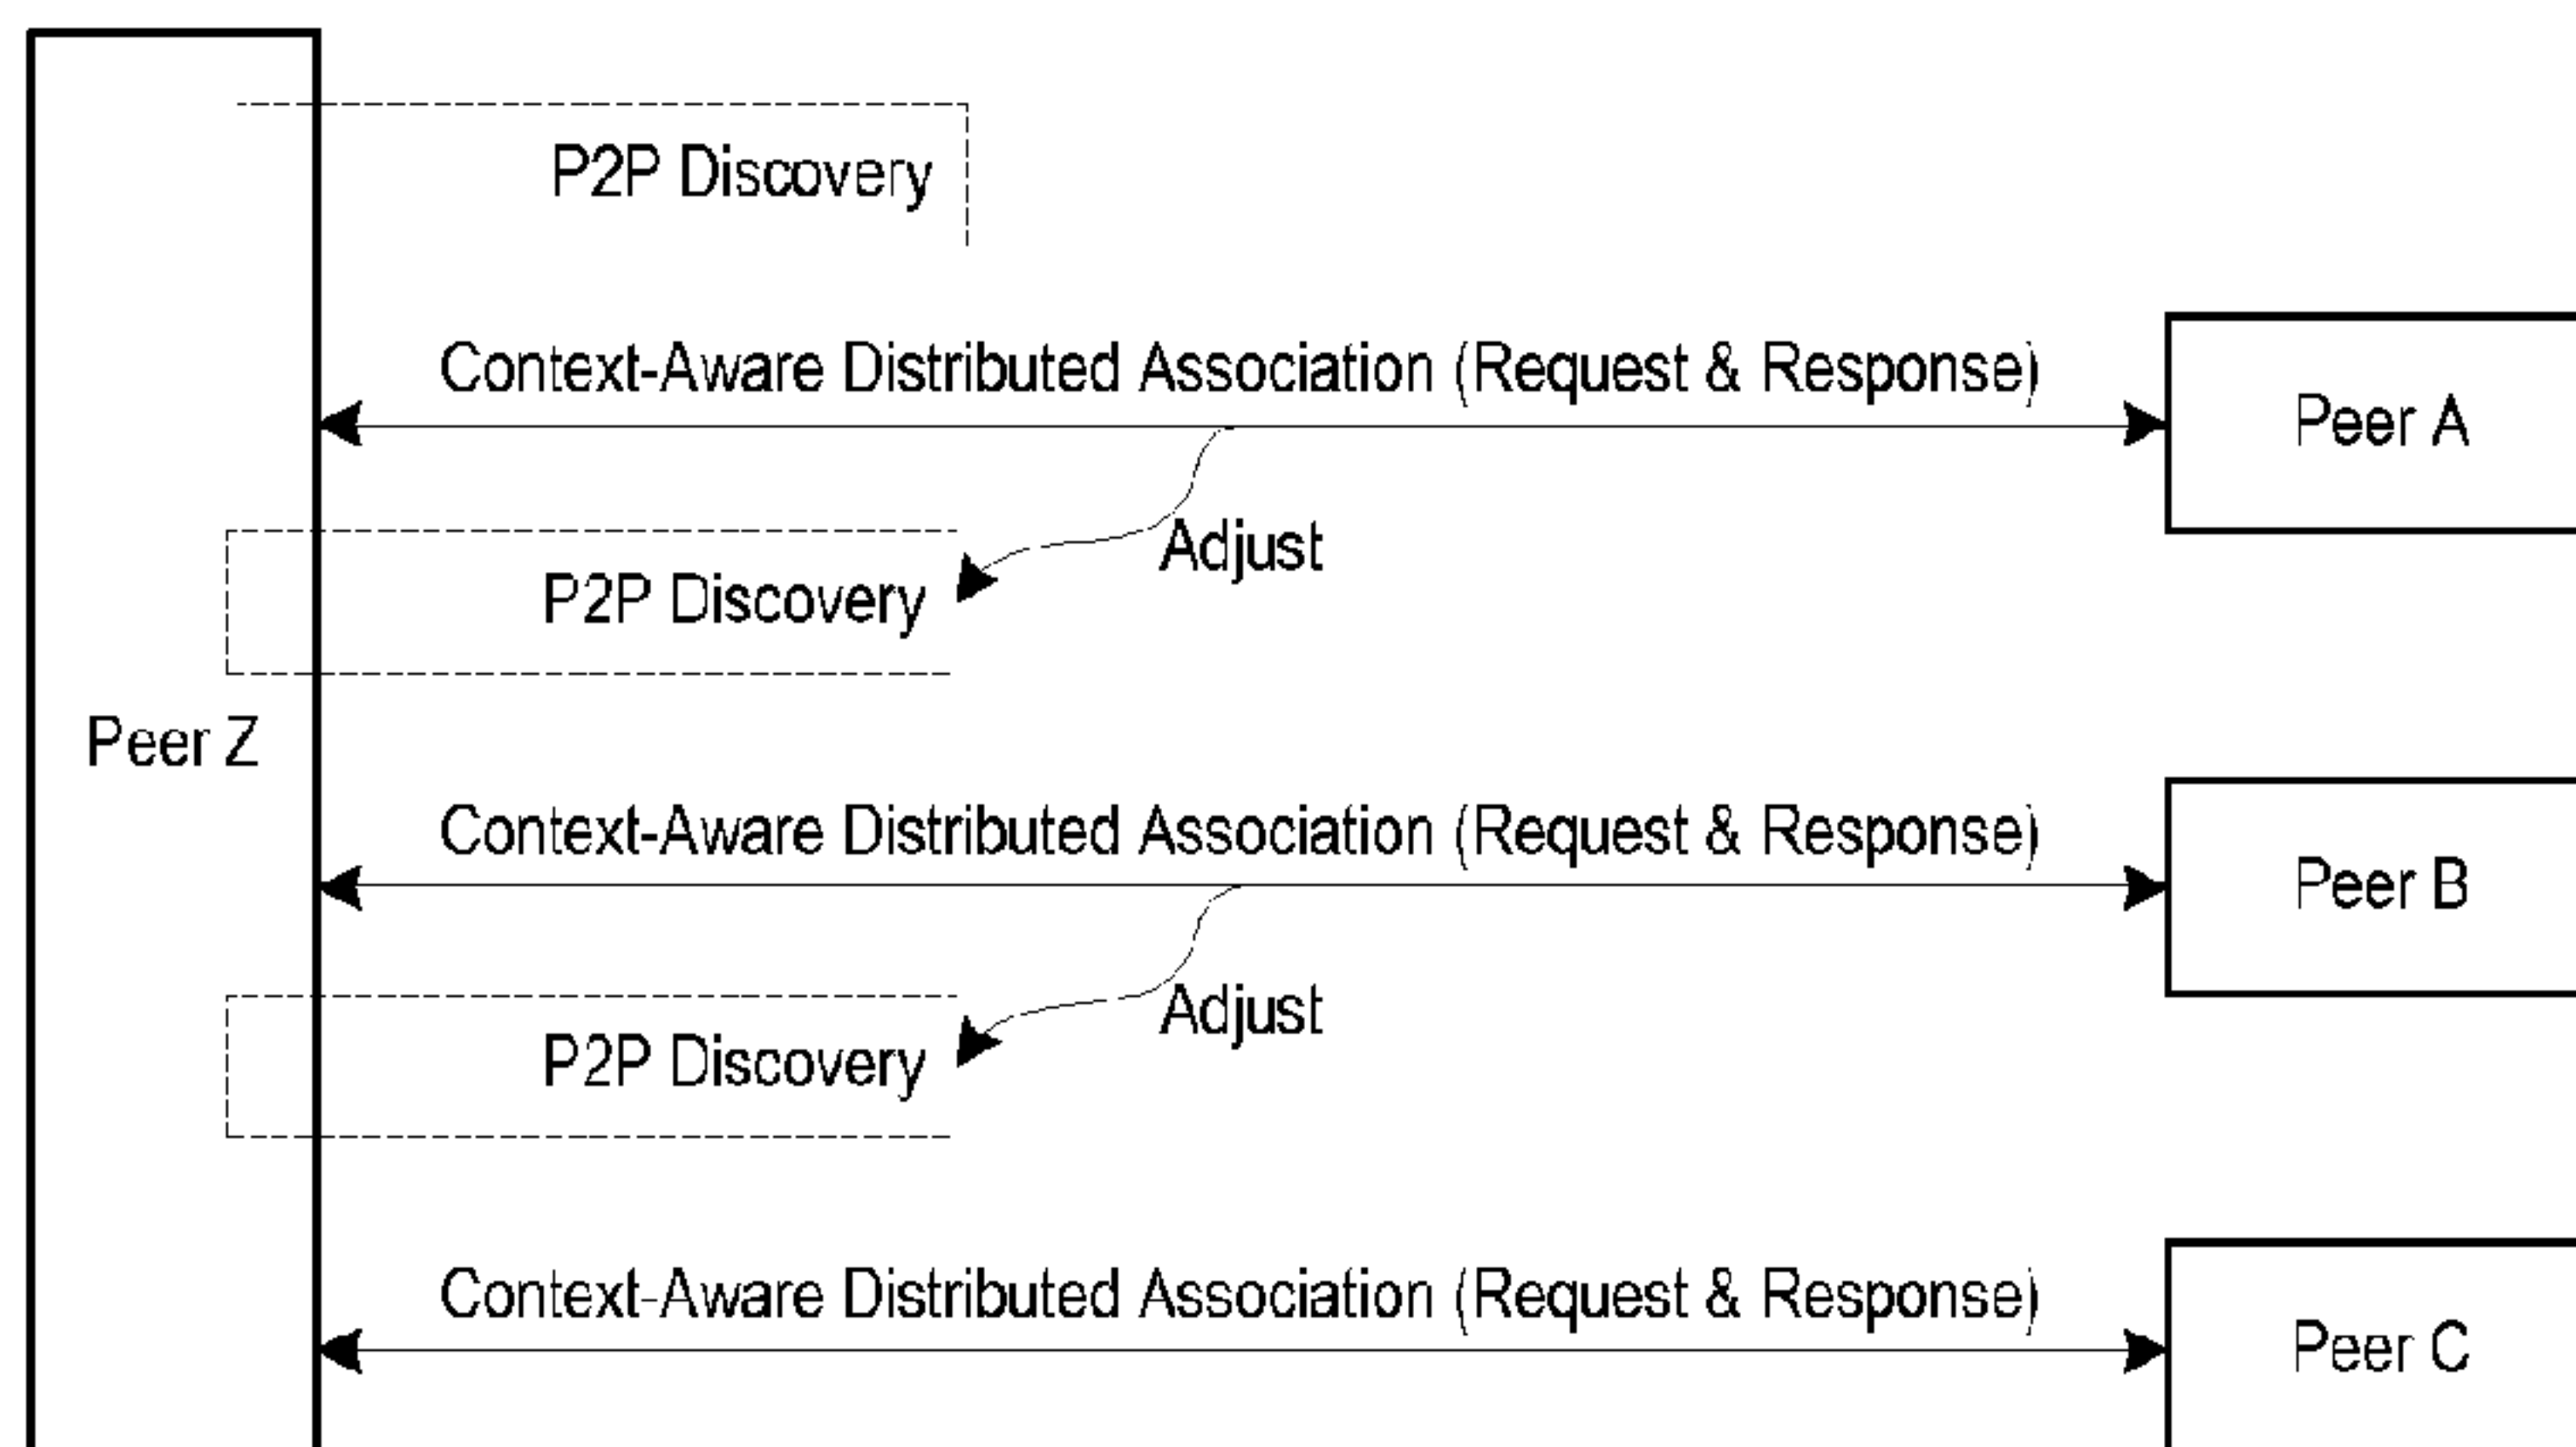 P2P Discovery
Context-Aware Distributed Association (Request & Response)
Peer A
Adjust
P2P Discovery
Peer Z
Context-Aware Distributed Association (Request & Response)
Peer B
Adjust
P2P Discovery
Context-Aware Distributed Association (Request & Response)
Peer C